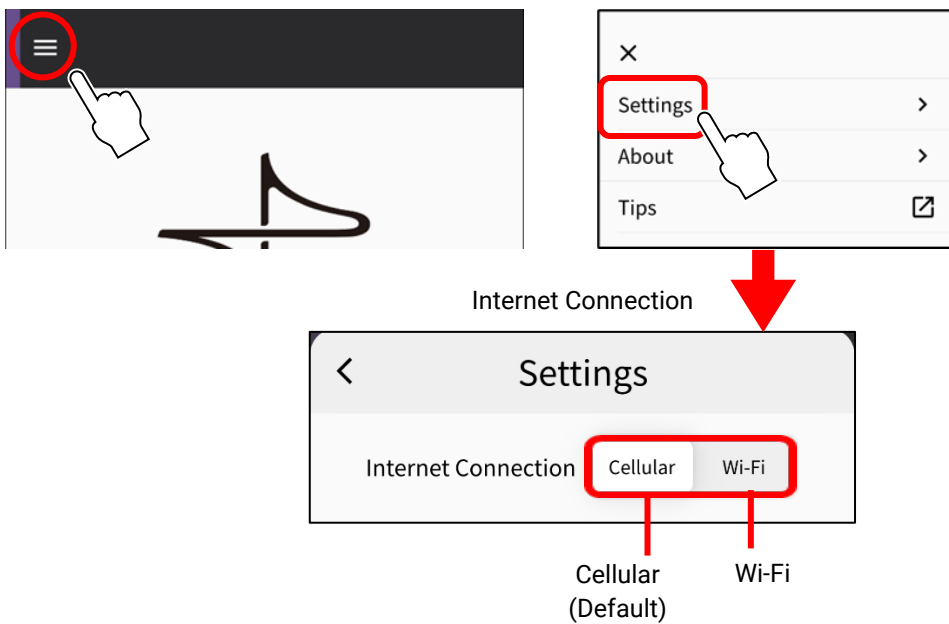 Settings
About
Tips
Internet Connection
Settings
Internet Connection Cellular Wi-Fi
Cellular
(Default)
Wi-Fi